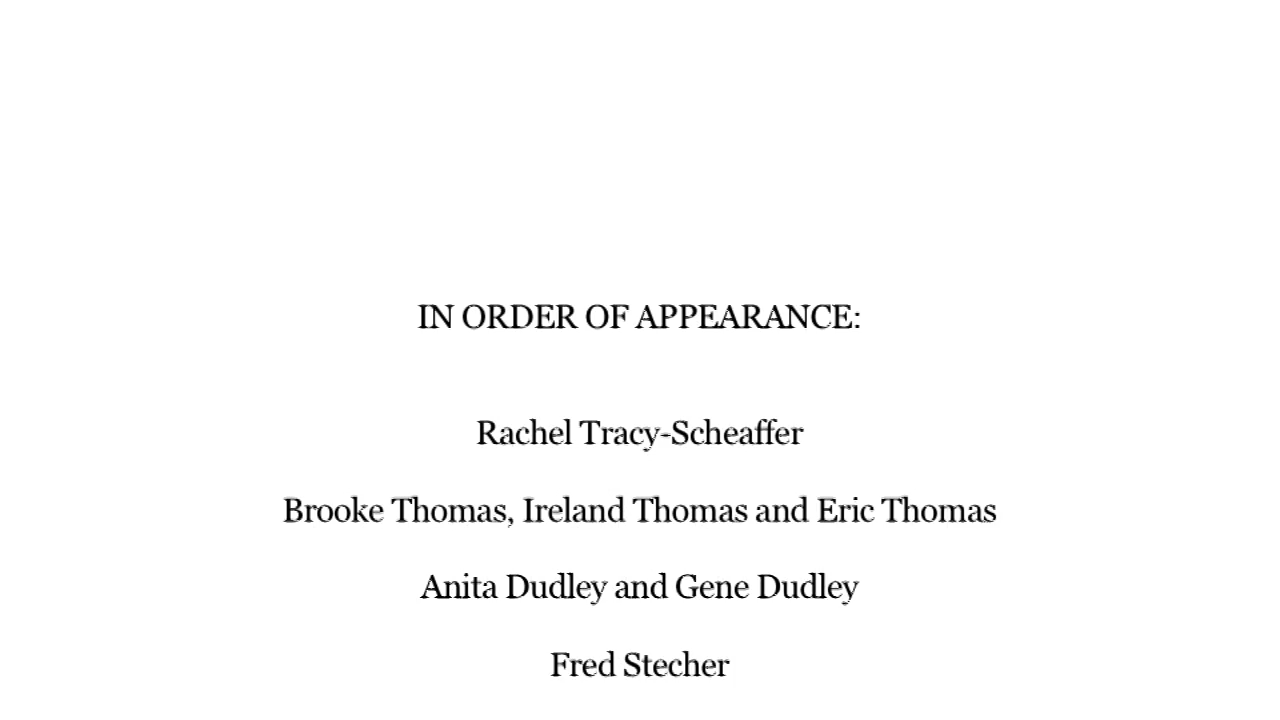 IN ORDER OF APPEARANCE:
Rachel Tracy-Scheaffer
Brooke Thomas, Ireland Thomas and Eric Thomas
Anita Dudley and Gene Dudley
Fred Stecher